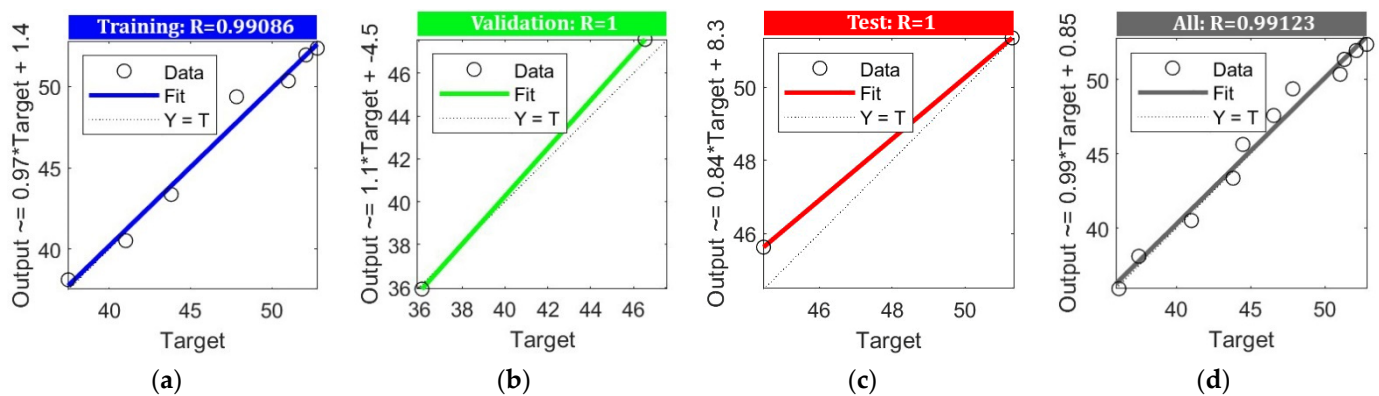 Training: R=0.99086
Output ~= 0.97*Target + 1.4
50
45
40
Data
Fit
Y = T
40
45
50
Target
(a)
Validation: R=1
Output ~= 1.1*Target + -4.5
46
44
42
40
38
36
Data
Fit
Y = T
36
38
40
42
44
46
Target
(b)
Test: R=1
Output ~= 0.84*Target + 8.3
50
48
46
Data
Fit
Y = T
46
48
50
Target
(c)
All: R=0.99123
Output ~= 0.99*Target + 0.85
50
45
40
Data
Fit
Y = T
40
45
50
Target
(d)